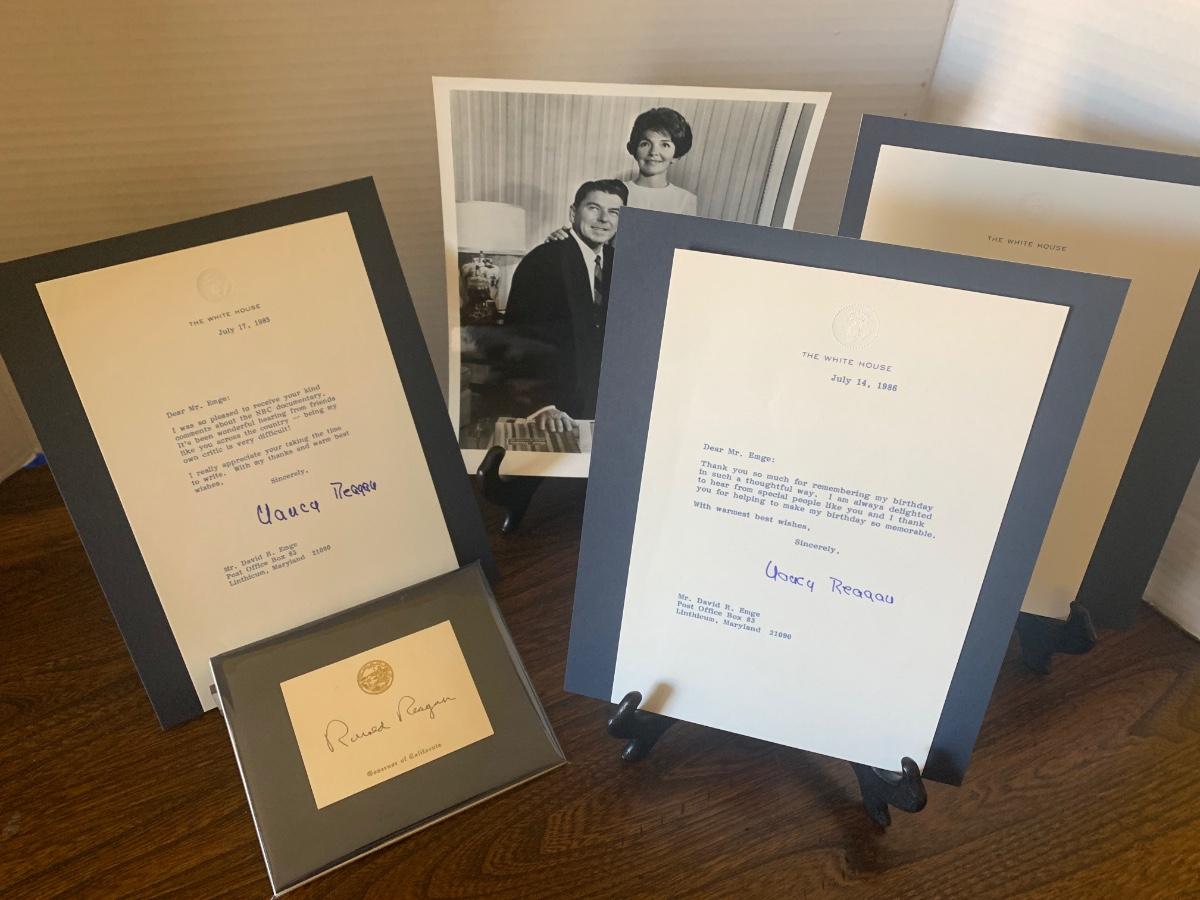 THE WHITE HOUSE
July 17, 1985
Dear Mr. Emge:
I was so pleased to receive your kind
comments about the NBC documentary.
It's been wonderful hearing from friends
like you across the country -- being my
own critic is very difficult!
I really appreciate your taking the time
to write. With my thanks and warm best
wishes.
Sincerely,
Nancy Reagan
Mr. David R. Emge
Post Office Box 83
Linthicum, Maryland 21090
Ronald Reagan
Governor of California
THE WHITE HOUSE
July 14, 1986
Dear Mr. Emge:
Thank you so much for remembering my birthday
in such a thoughtful way. I am always delighted
to hear from special people like you and I thank
you for helping to make my birthday so memorable.
With warmest best wishes,
Sincerely,
Nancy Reagan
Mr. David R. Emge
Post Office Box 83
Linthicum, Maryland 21090
THE WHITE HOUSE